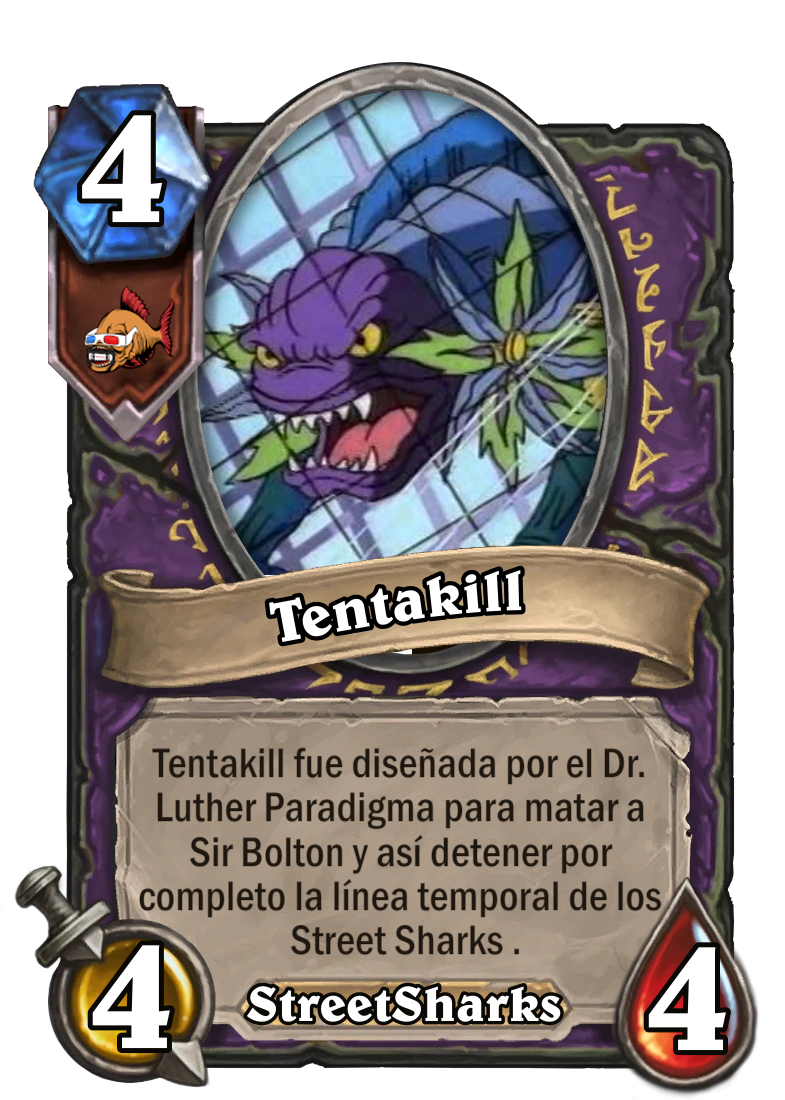 4
Tentakill
Tentakill fue diseñada por el Dr.
Luther Paradigma para matar a
Sir Bolton y así detener por
completo la línea temporal de los
Street Sharks .
4
StreetSharks
4